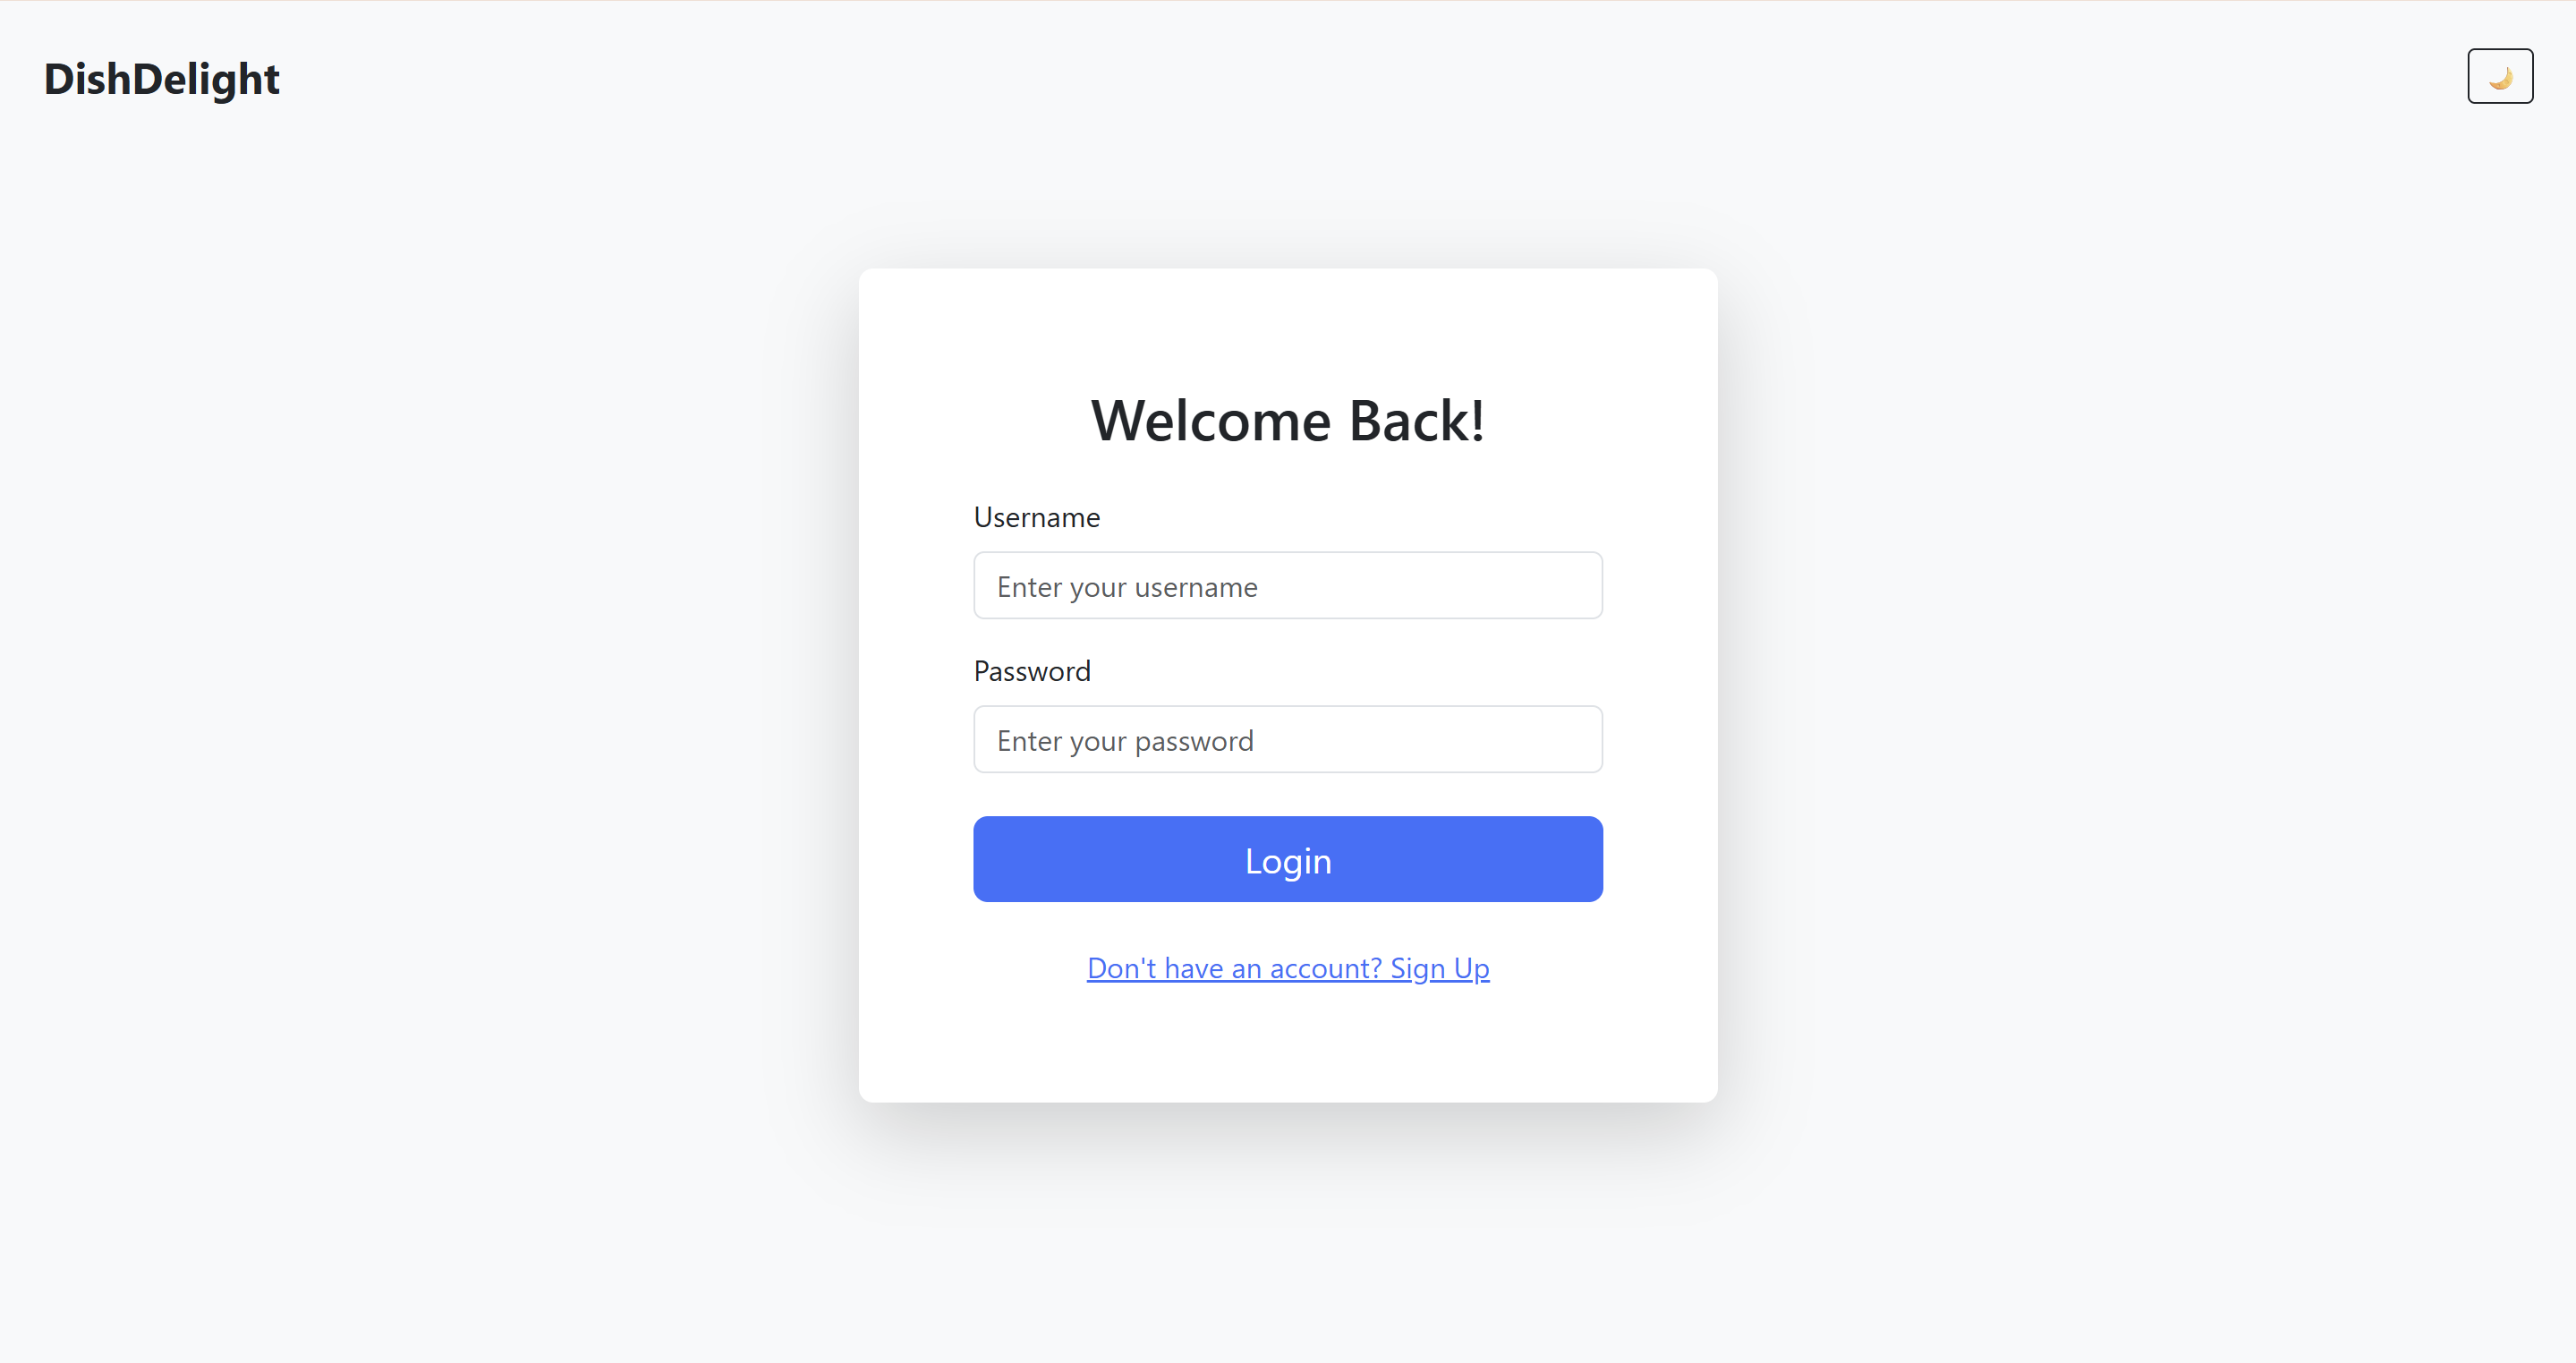 DishDelight
Welcome Back!
Username
Enter your username
Password
Enter your password
Login
Don't have an account? Sign Up